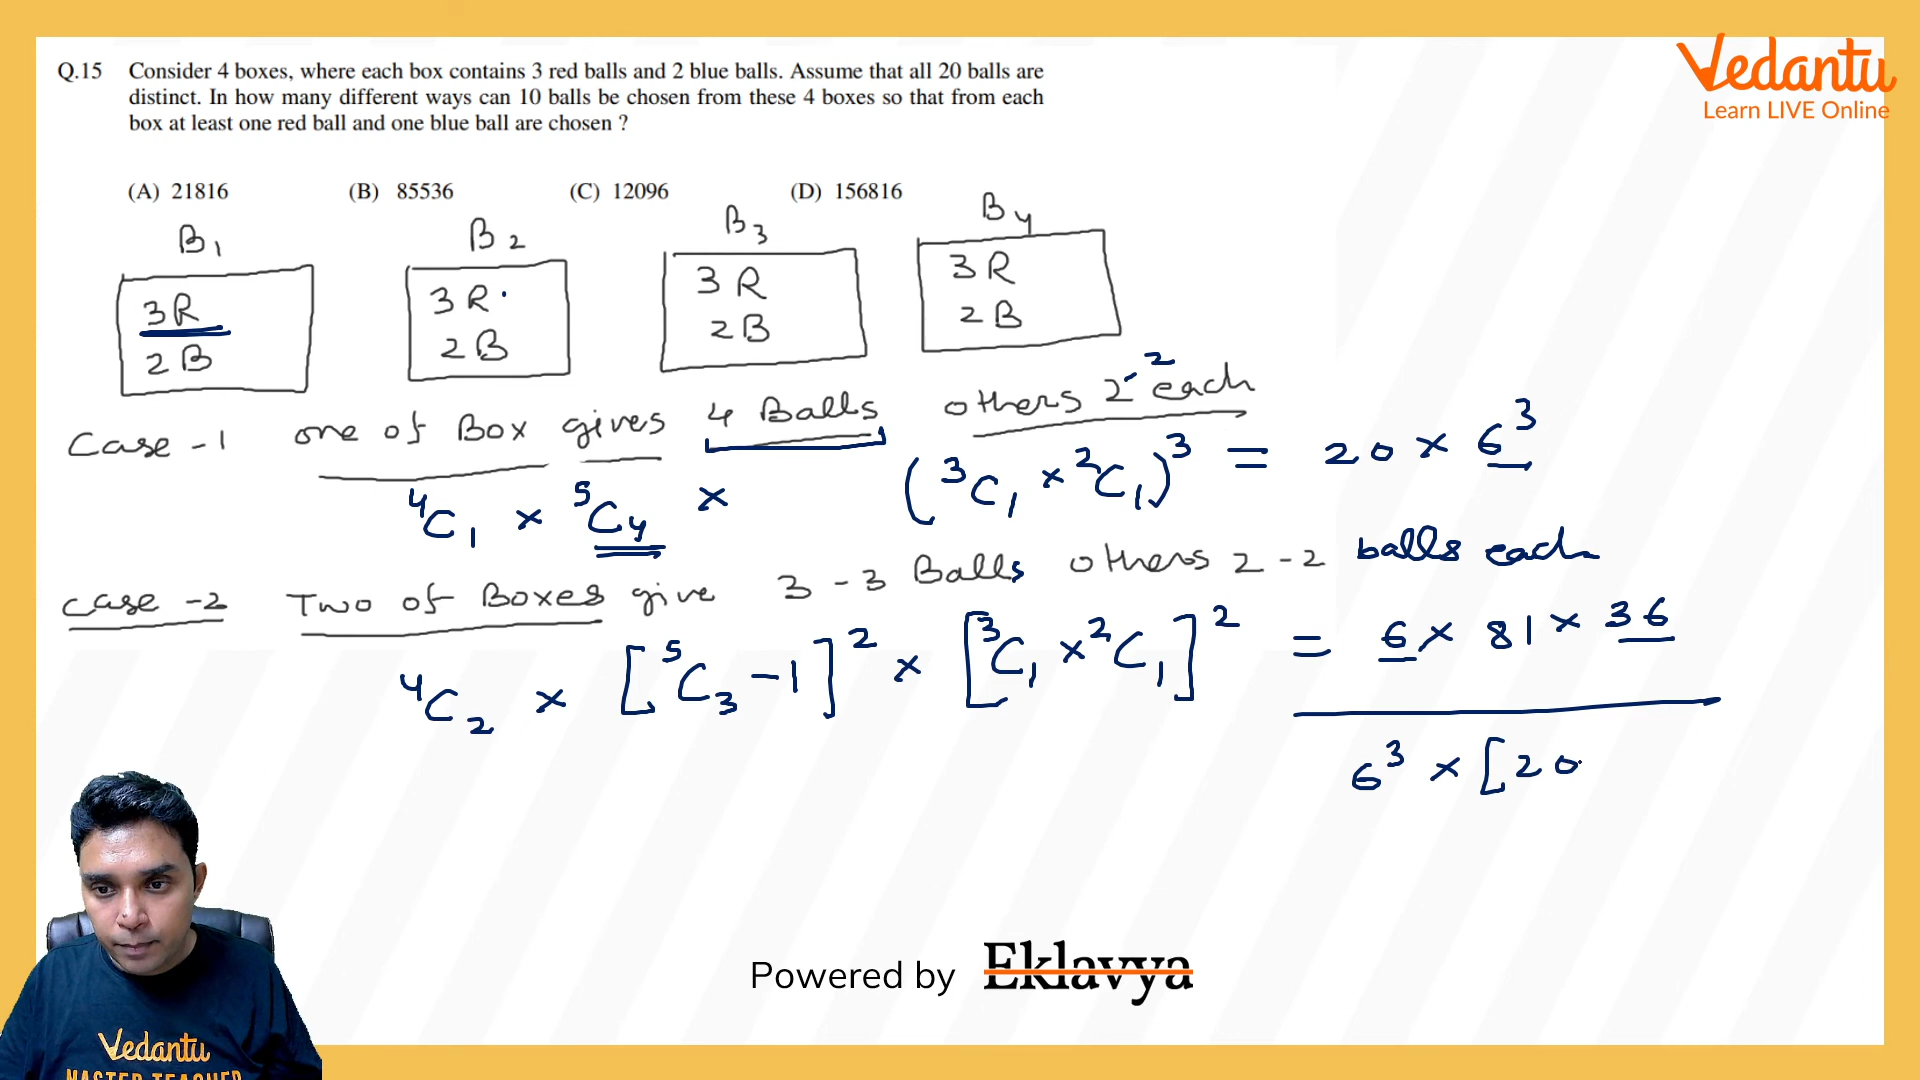 Vedantu
Learn LIVE Online
Q.15 Consider 4 boxes, where each box contains 3 red balls and 2 blue balls. Assume that all 20 balls are
distinct. In how many different ways can 10 balls be chosen from these 4 boxes so that from each
box at least one red ball and one blue ball are chosen ?
(A) 21816 (B) 85536 (C) 12096 (D) 156816
B₁ B₂ B₃ B₄
3R 3R 3R 3R
2B 2B 2B 2B
Case -1 one of Box gives 4 Balls others 2-2 each
⁴C₁ × ⁵C₄ × (³C₁ × ²C₁)³ = 20 × 6³
case -2 Two of Boxes give 3 - 3 Balls others 2 - 2 balls each
⁴C₂ × [⁵C₃ - 1]² × [³C₁ × ²C₁]² = 6 × 81 × 36
6³ × [20
Powered by Eklavya
Vedantu
MASTER TEACHER